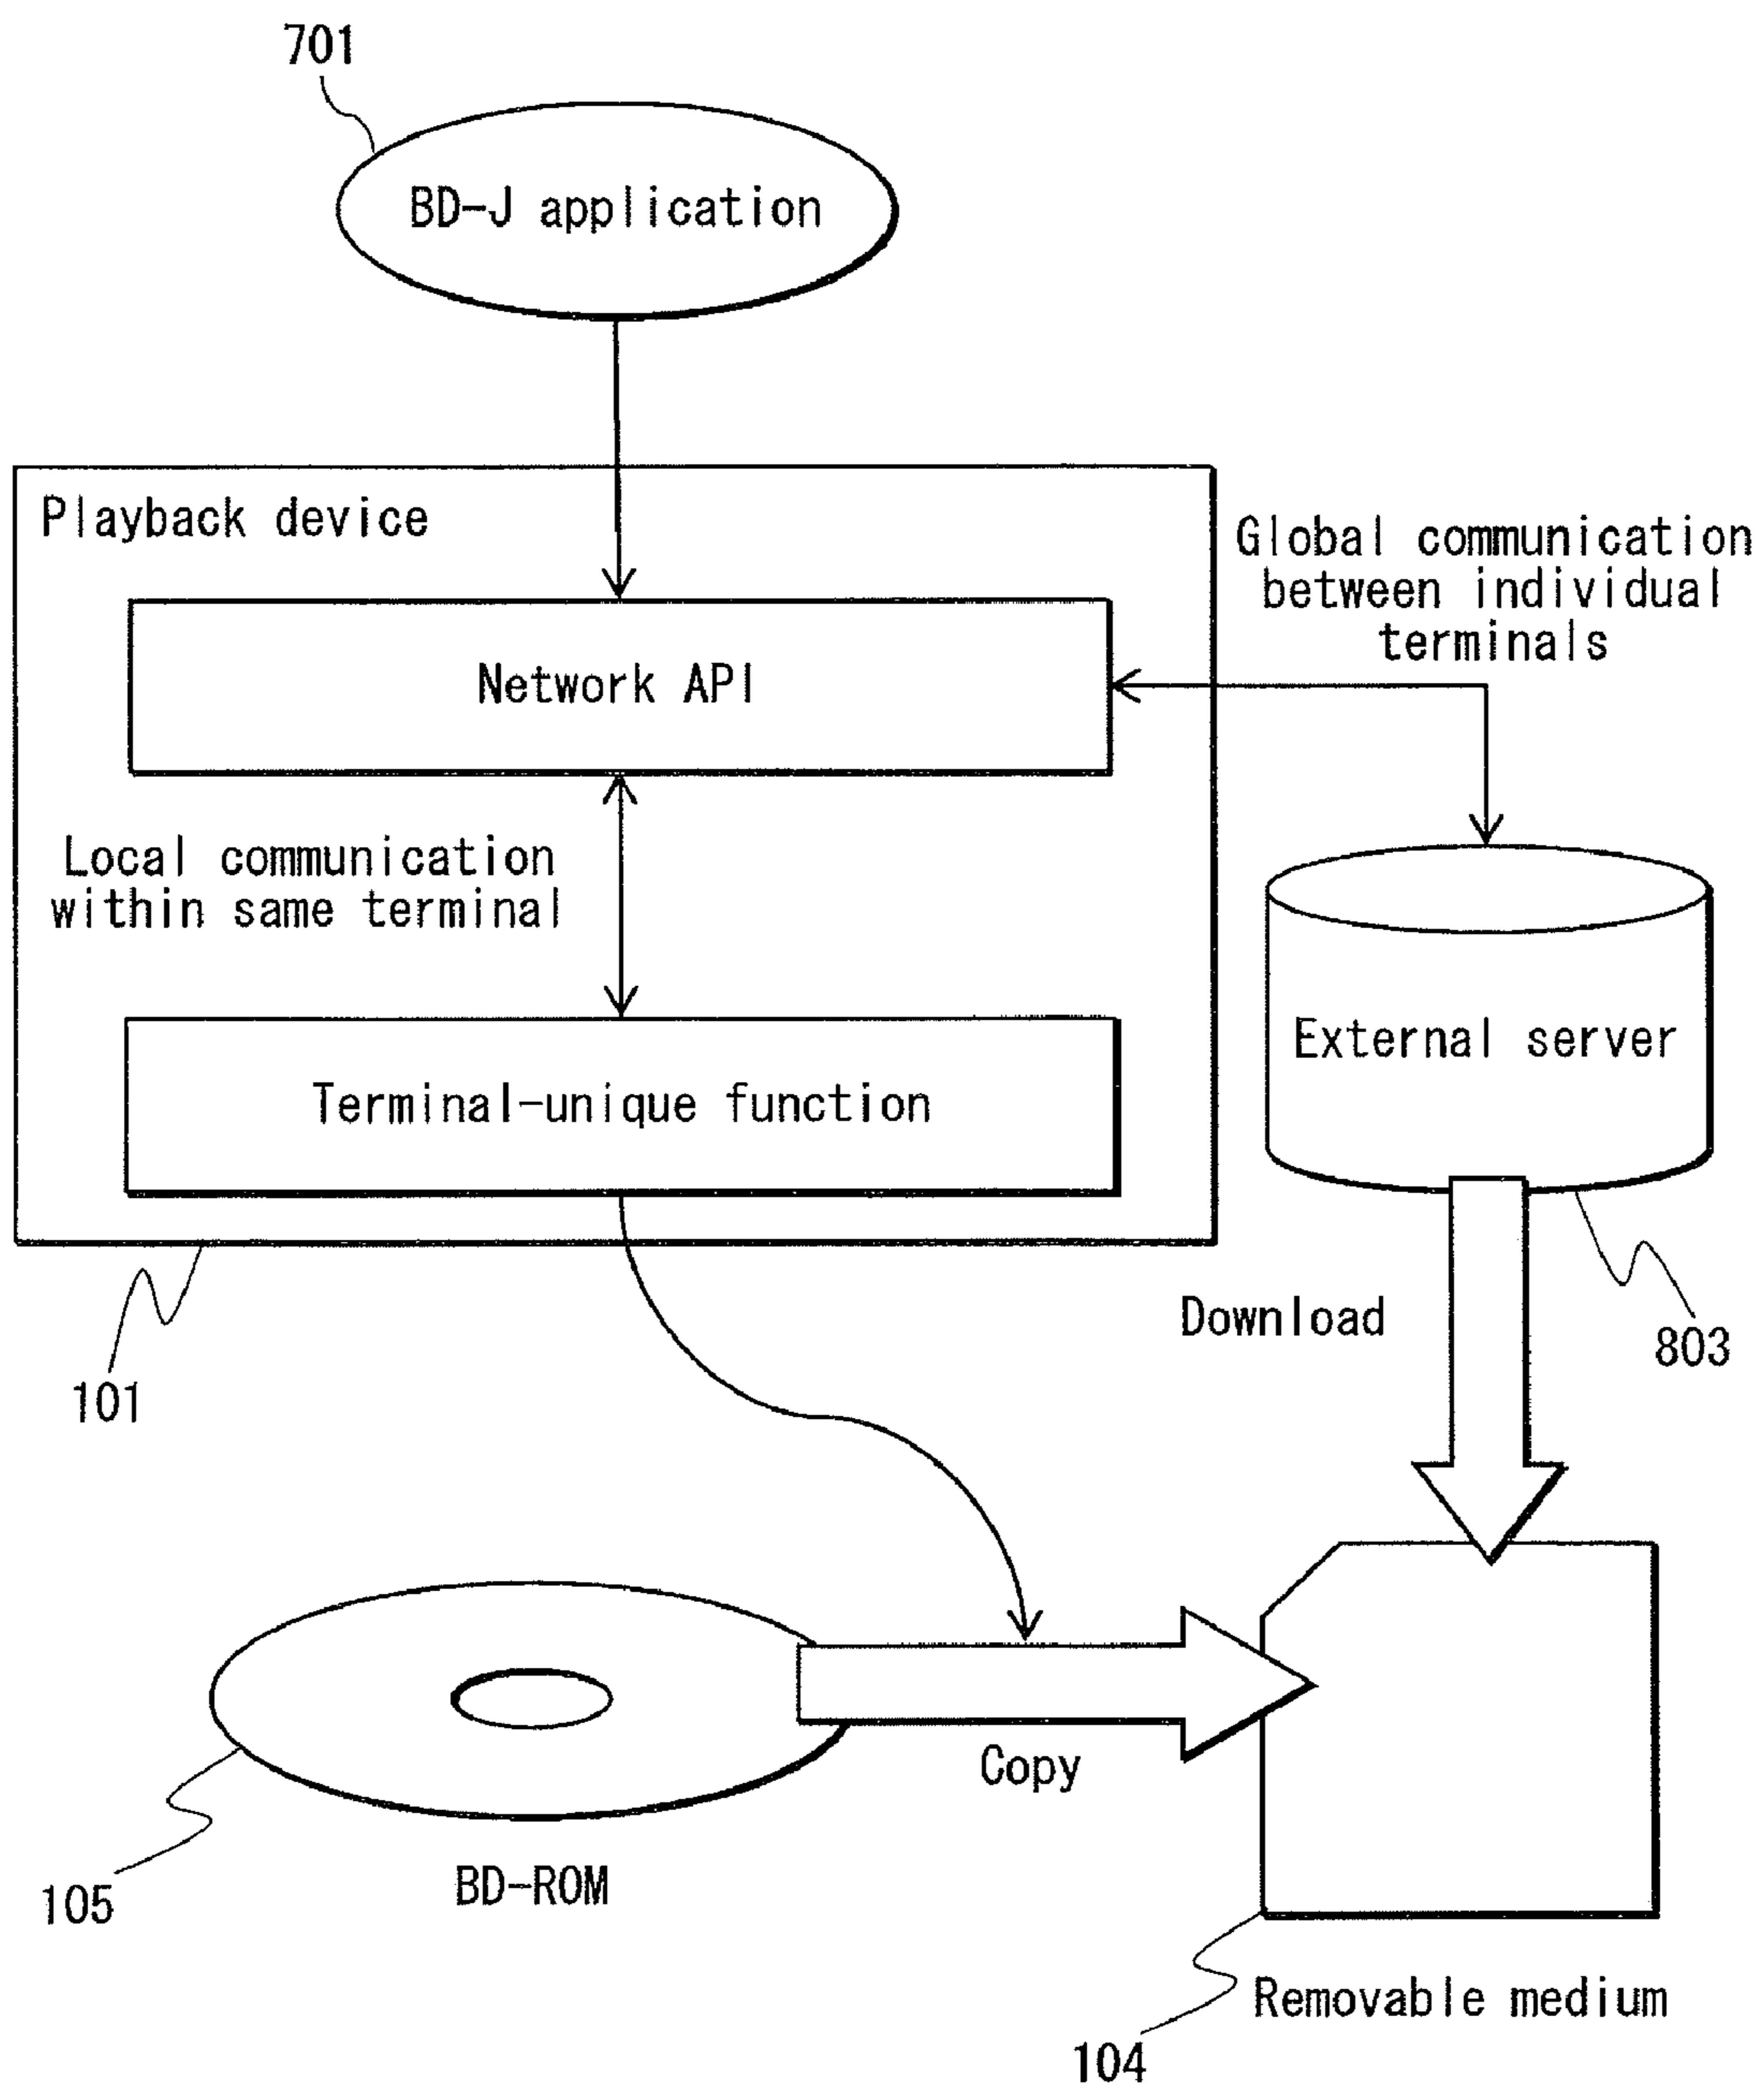 701
BD-J application
Playback device
Global communication
between individual
terminals
Network API
Local communication
within same terminal
External server
Terminal-unique function
Download
803
101
Copy
BD-ROM
105
Removable medium
104